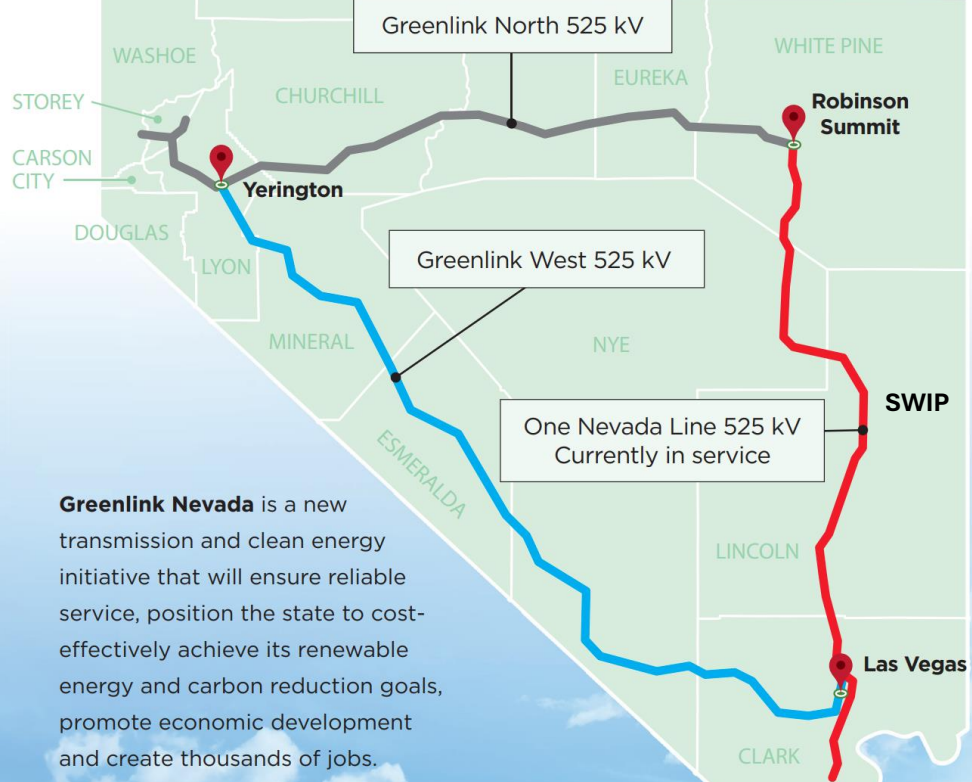 Greenlink North 525 kV
WASHOE
WHITE PINE
EUREKA
CHURCHILL
STOREY
Robinson
Summit
CARSON
CITY
Yerington
DOUGLAS
LYON
Greenlink West 525 kV
MINERAL
NYE
SWIP
One Nevada Line 525 kV
Currently in service
ESMERALDA
Greenlink Nevada is a new
transmission and clean energy
initiative that will ensure reliable
service, position the state to cost-
effectively achieve its renewable
energy and carbon reduction goals,
promote economic development
and create thousands of jobs.
LINCOLN
Las Vegas
CLARK